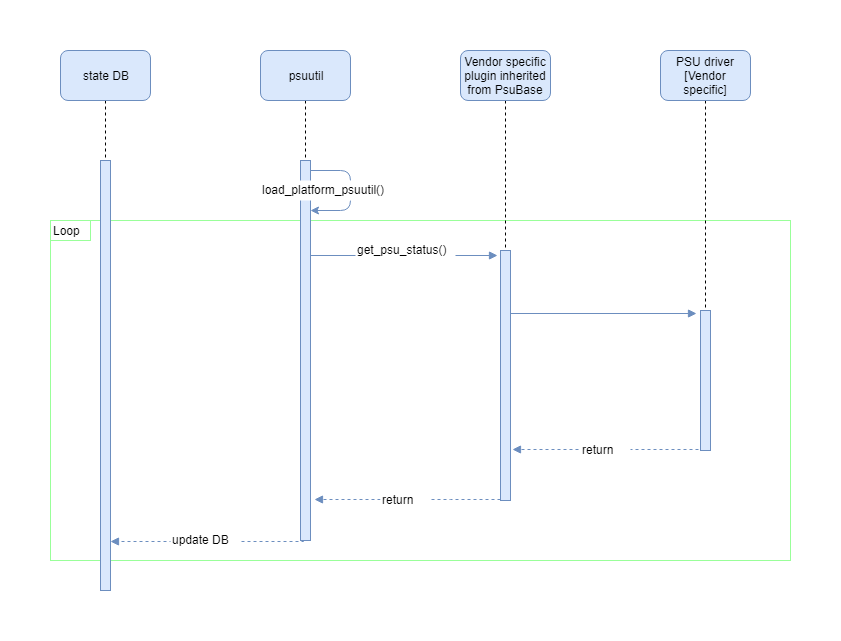 state DB
psuutil
Vendor specific
plugin inherited
from PsuBase
PSU driver
[Vendor
specific]
load_platform_psuutil()
Loop
get_psu_status()
return
return
update DB